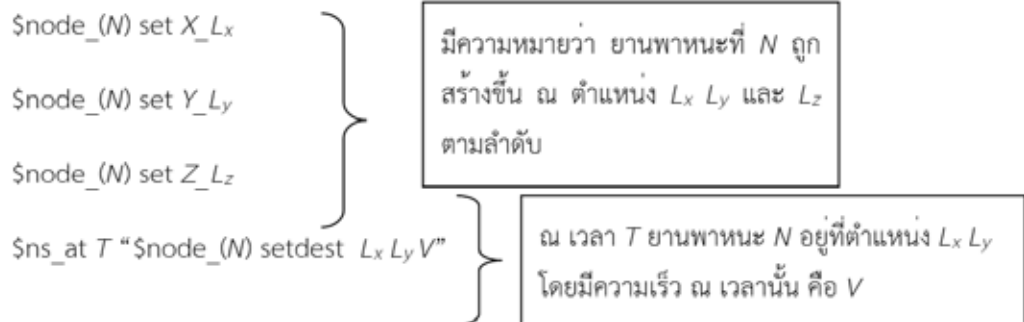 $node_(N) set X_Lx
$node_(N) set Y_Ly
$node_(N) set Z_Lz
มีความหมายว่า ยานพาหนะที่ N ถูก
สร้างขึ้น ณ ตำแหน่ง Lx Ly และ Lz
ตามลำดับ
$ns_at T “$node_(N) setdest Lx Ly V”
ณ เวลา T ยานพาหนะ N อยู่ที่ตำแหน่ง Lx Ly
โดยมีความเร็ว ณ เวลานั้น คือ V